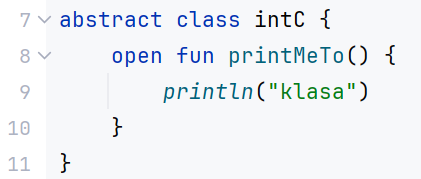 7 abstract class intC {
8     open fun printMeTo() {
9         println("klasa")
10     }
11 }